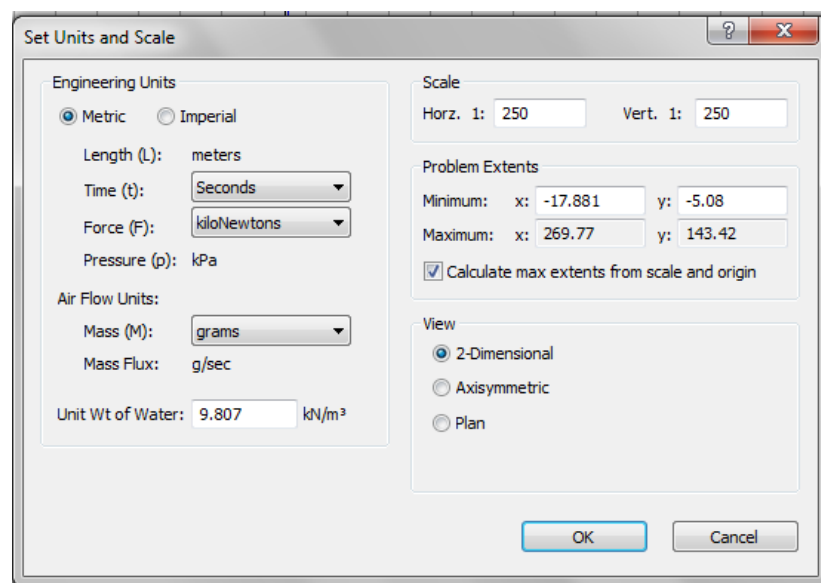 Set Units and Scale
Engineering Units
Metric Imperial
Length (L): meters
Time (t): Seconds
Force (F): kiloNewtons
Pressure (p): kPa
Air Flow Units:
Mass (M): grams
Mass Flux: g/sec
Unit Wt of Water: 9.807 kN/m³
Scale
Horz. 1: 250 Vert. 1: 250
Problem Extents
Minimum: x: -17.881 y: -5.08
Maximum: x: 269.77 y: 143.42
Calculate max extents from scale and origin
View
2-Dimensional
Axisymmetric
Plan
OK Cancel